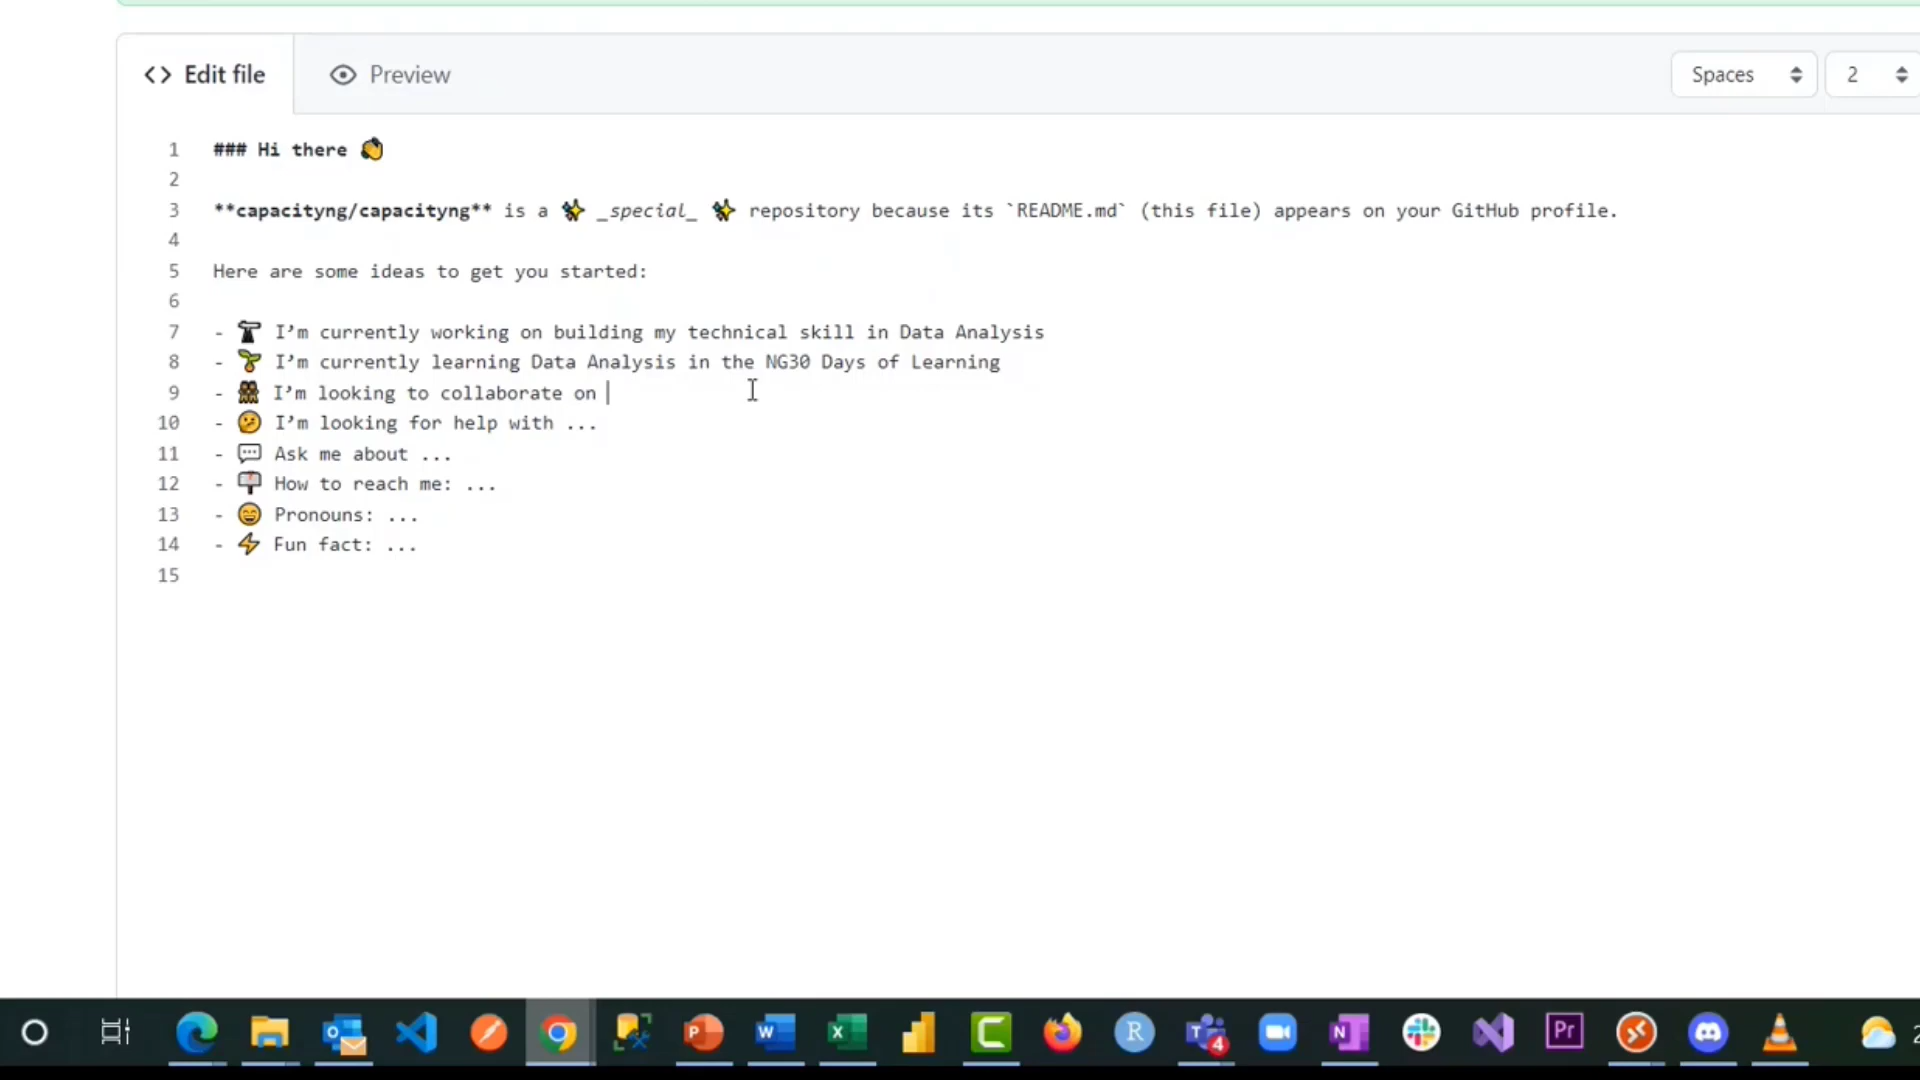 <> Edit file Preview Spaces 2
1 ### Hi there 👋
2
3 **capacityng/capacityng** is a ✨ _special_ ✨ repository because its `README.md` (this file) appears on your GitHub profile.
4
5 Here are some ideas to get you started:
6
7 - 🔭 I’m currently working on building my technical skill in Data Analysis
8 - 🌱 I’m currently learning Data Analysis in the NG30 Days of Learning
9 - 👯 I’m looking to collaborate on
10 - 🤔 I’m looking for help with ...
11 - 💬 Ask me about ...
12 - 📫 How to reach me: ...
13 - 😄 Pronouns: ...
14 - ⚡ Fun fact: ...
15